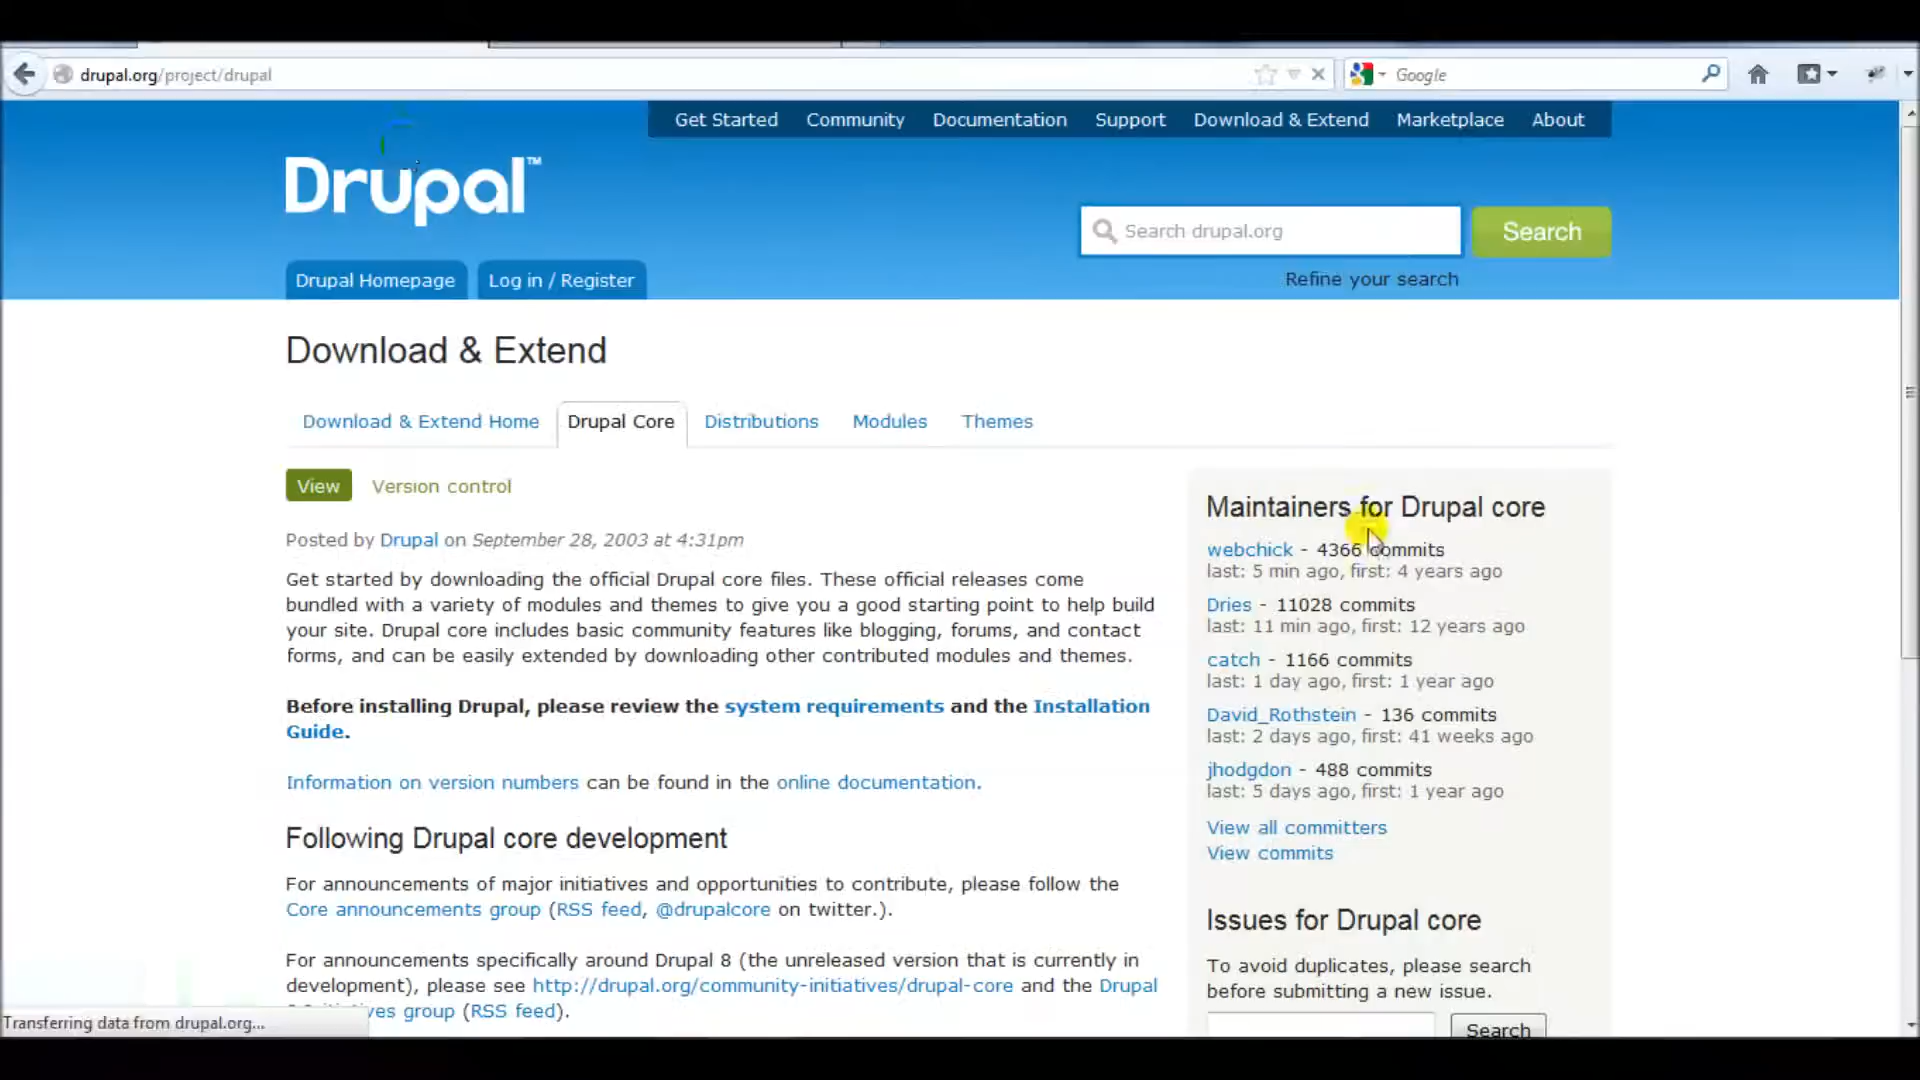 drupal.org/project/drupal
Google
Get Started Community Documentation Support Download & Extend Marketplace About
Drupal™
Search drupal.org
Search
Refine your search
Drupal Homepage
Log in / Register
Download & Extend
Download & Extend Home
Drupal Core
Distributions
Modules
Themes
View
Version control
Posted by Drupal on September 28, 2003 at 4:31pm
Get started by downloading the official Drupal core files. These official releases come
bundled with a variety of modules and themes to give you a good starting point to help build
your site. Drupal core includes basic community features like blogging, forums, and contact
forms, and can be easily extended by downloading other contributed modules and themes.
Before installing Drupal, please review the system requirements and the Installation
Guide.
Information on version numbers can be found in the online documentation.
Following Drupal core development
For announcements of major initiatives and opportunities to contribute, please follow the
Core announcements group (RSS feed, @drupalcore on twitter.).
For announcements specifically around Drupal 8 (the unreleased version that is currently in
development), please see http://drupal.org/community-initiatives/drupal-core and the Drupal
group (RSS feed).
Maintainers for Drupal core
webchick - 4366 commits
last: 5 min ago, first: 4 years ago
Dries - 11028 commits
last: 11 min ago, first: 12 years ago
catch - 1166 commits
last: 1 day ago, first: 1 year ago
David_Rothstein - 136 commits
last: 2 days ago, first: 41 weeks ago
jhodgdon - 488 commits
last: 5 days ago, first: 1 year ago
View all committers
View commits
Issues for Drupal core
To avoid duplicates, please search
before submitting a new issue.
Search
Transferring data from drupal.org...